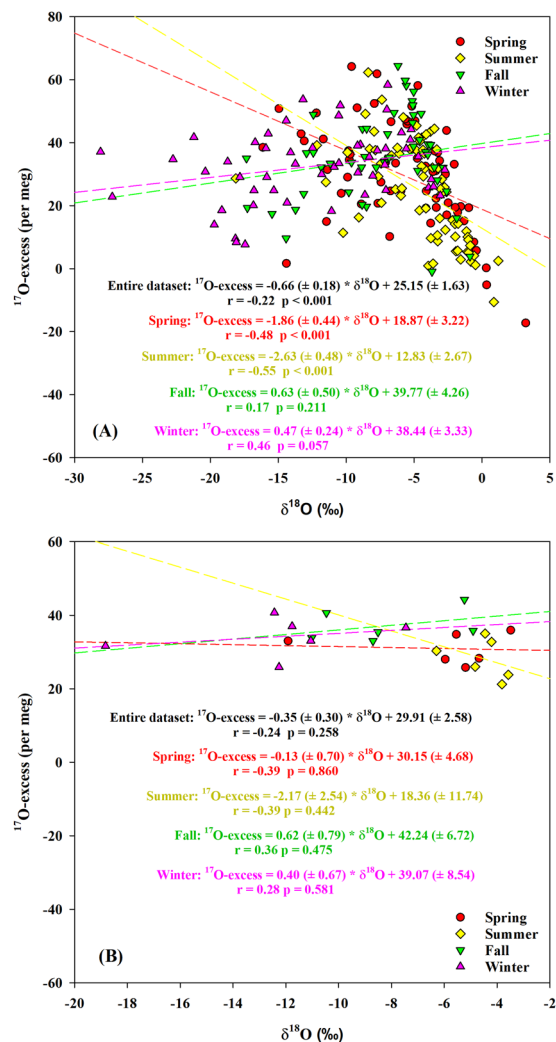 80
60
40
20
0
-20
-40
-60
¹⁷O-excess (per meg)
Spring
Summer
Fall
Winter
Entire dataset: ¹⁷O-excess = -0.66 (± 0.18) * δ¹⁸O + 25.15 (± 1.63)
r = -0.22 p < 0.001
Spring: ¹⁷O-excess = -1.86 (± 0.44) * δ¹⁸O + 18.87 (± 3.22)
r = -0.48 p < 0.001
Summer: ¹⁷O-excess = -2.63 (± 0.48) * δ¹⁸O + 12.83 (± 2.67)
r = -0.55 p < 0.001
Fall: ¹⁷O-excess = 0.63 (± 0.50) * δ¹⁸O + 39.77 (± 4.26)
r = 0.17 p = 0.211
(A)
Winter: ¹⁷O-excess = 0.47 (± 0.24) * δ¹⁸O + 38.44 (± 3.33)
r = 0.46 p = 0.057
-30 -25 -20 -15 -10 -5 0 5
δ¹⁸O (‰)
60
40
20
0
-20
-40
-60
¹⁷O-excess (per meg)
Entire dataset: ¹⁷O-excess = -0.35 (± 0.30) * δ¹⁸O + 29.91 (± 2.58)
r = -0.24 p = 0.258
Spring: ¹⁷O-excess = -0.13 (± 0.70) * δ¹⁸O + 30.15 (± 4.68)
r = -0.39 p = 0.860
Summer: ¹⁷O-excess = -2.17 (± 2.54) * δ¹⁸O + 18.36 (± 11.74)
r = -0.39 p = 0.442
Fall: ¹⁷O-excess = 0.62 (± 0.79) * δ¹⁸O + 42.24 (± 6.72)
r = 0.36 p = 0.475
Winter: ¹⁷O-excess = 0.40 (± 0.67) * δ¹⁸O + 39.07 (± 8.54)
r = 0.28 p = 0.581
Spring
Summer
Fall
Winter
(B)
-20 -18 -16 -14 -12 -10 -8 -6 -4 -2
δ¹⁸O (‰)